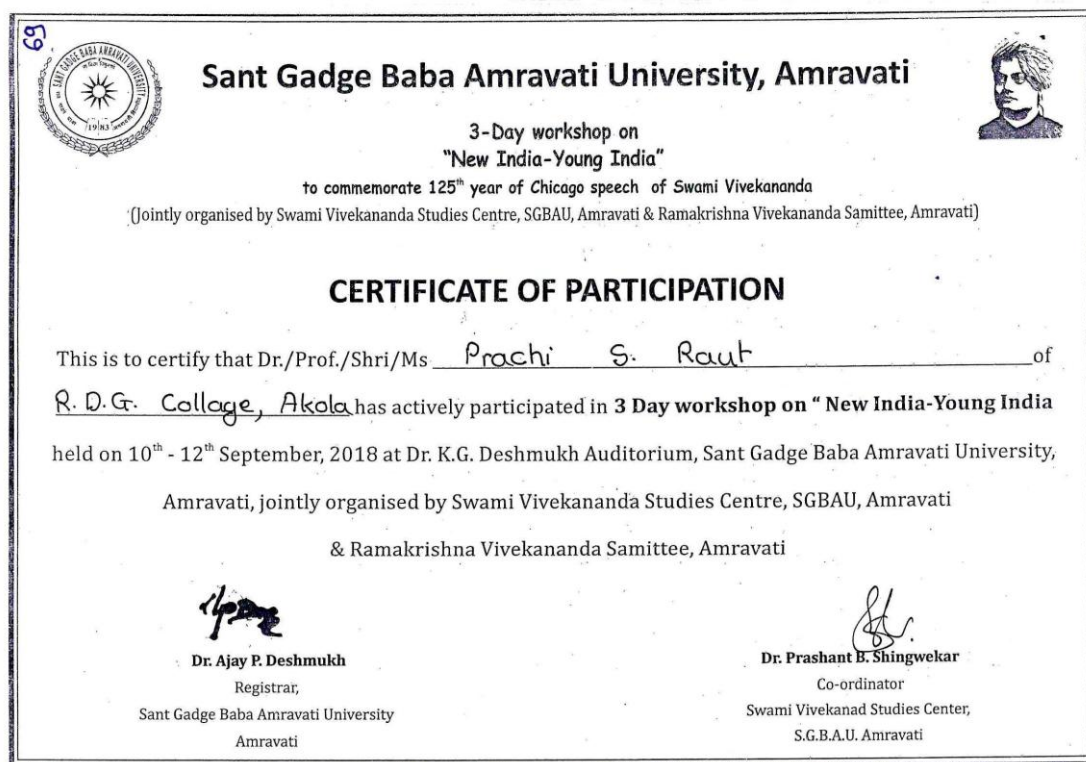 69
SANT GADGE BABA AMRAVATI UNIVERSITY
1983
Sant Gadge Baba Amravati University, Amravati
3-Day workshop on
"New India-Young India"
to commemorate 125th year of Chicago speech of Swami Vivekananda
(Jointly organised by Swami Vivekananda Studies Centre, SGBAU, Amravati & Ramakrishna Vivekananda Samittee, Amravati)
CERTIFICATE OF PARTICIPATION
This is to certify that Dr./Prof./Shri/Ms Prachi S. Raut of
R.D.G. Collage, Akola has actively participated in 3 Day workshop on " New India-Young India
held on 10th - 12th September, 2018 at Dr. K.G. Deshmukh Auditorium, Sant Gadge Baba Amravati University,
Amravati, jointly organised by Swami Vivekananda Studies Centre, SGBAU, Amravati
& Ramakrishna Vivekananda Samittee, Amravati
Dr. Ajay P. Deshmukh
Registrar,
Sant Gadge Baba Amravati University
Amravati
Dr. Prashant B. Shingwekar
Co-ordinator
Swami Vivekanad Studies Center,
S.G.B.A.U. Amravati